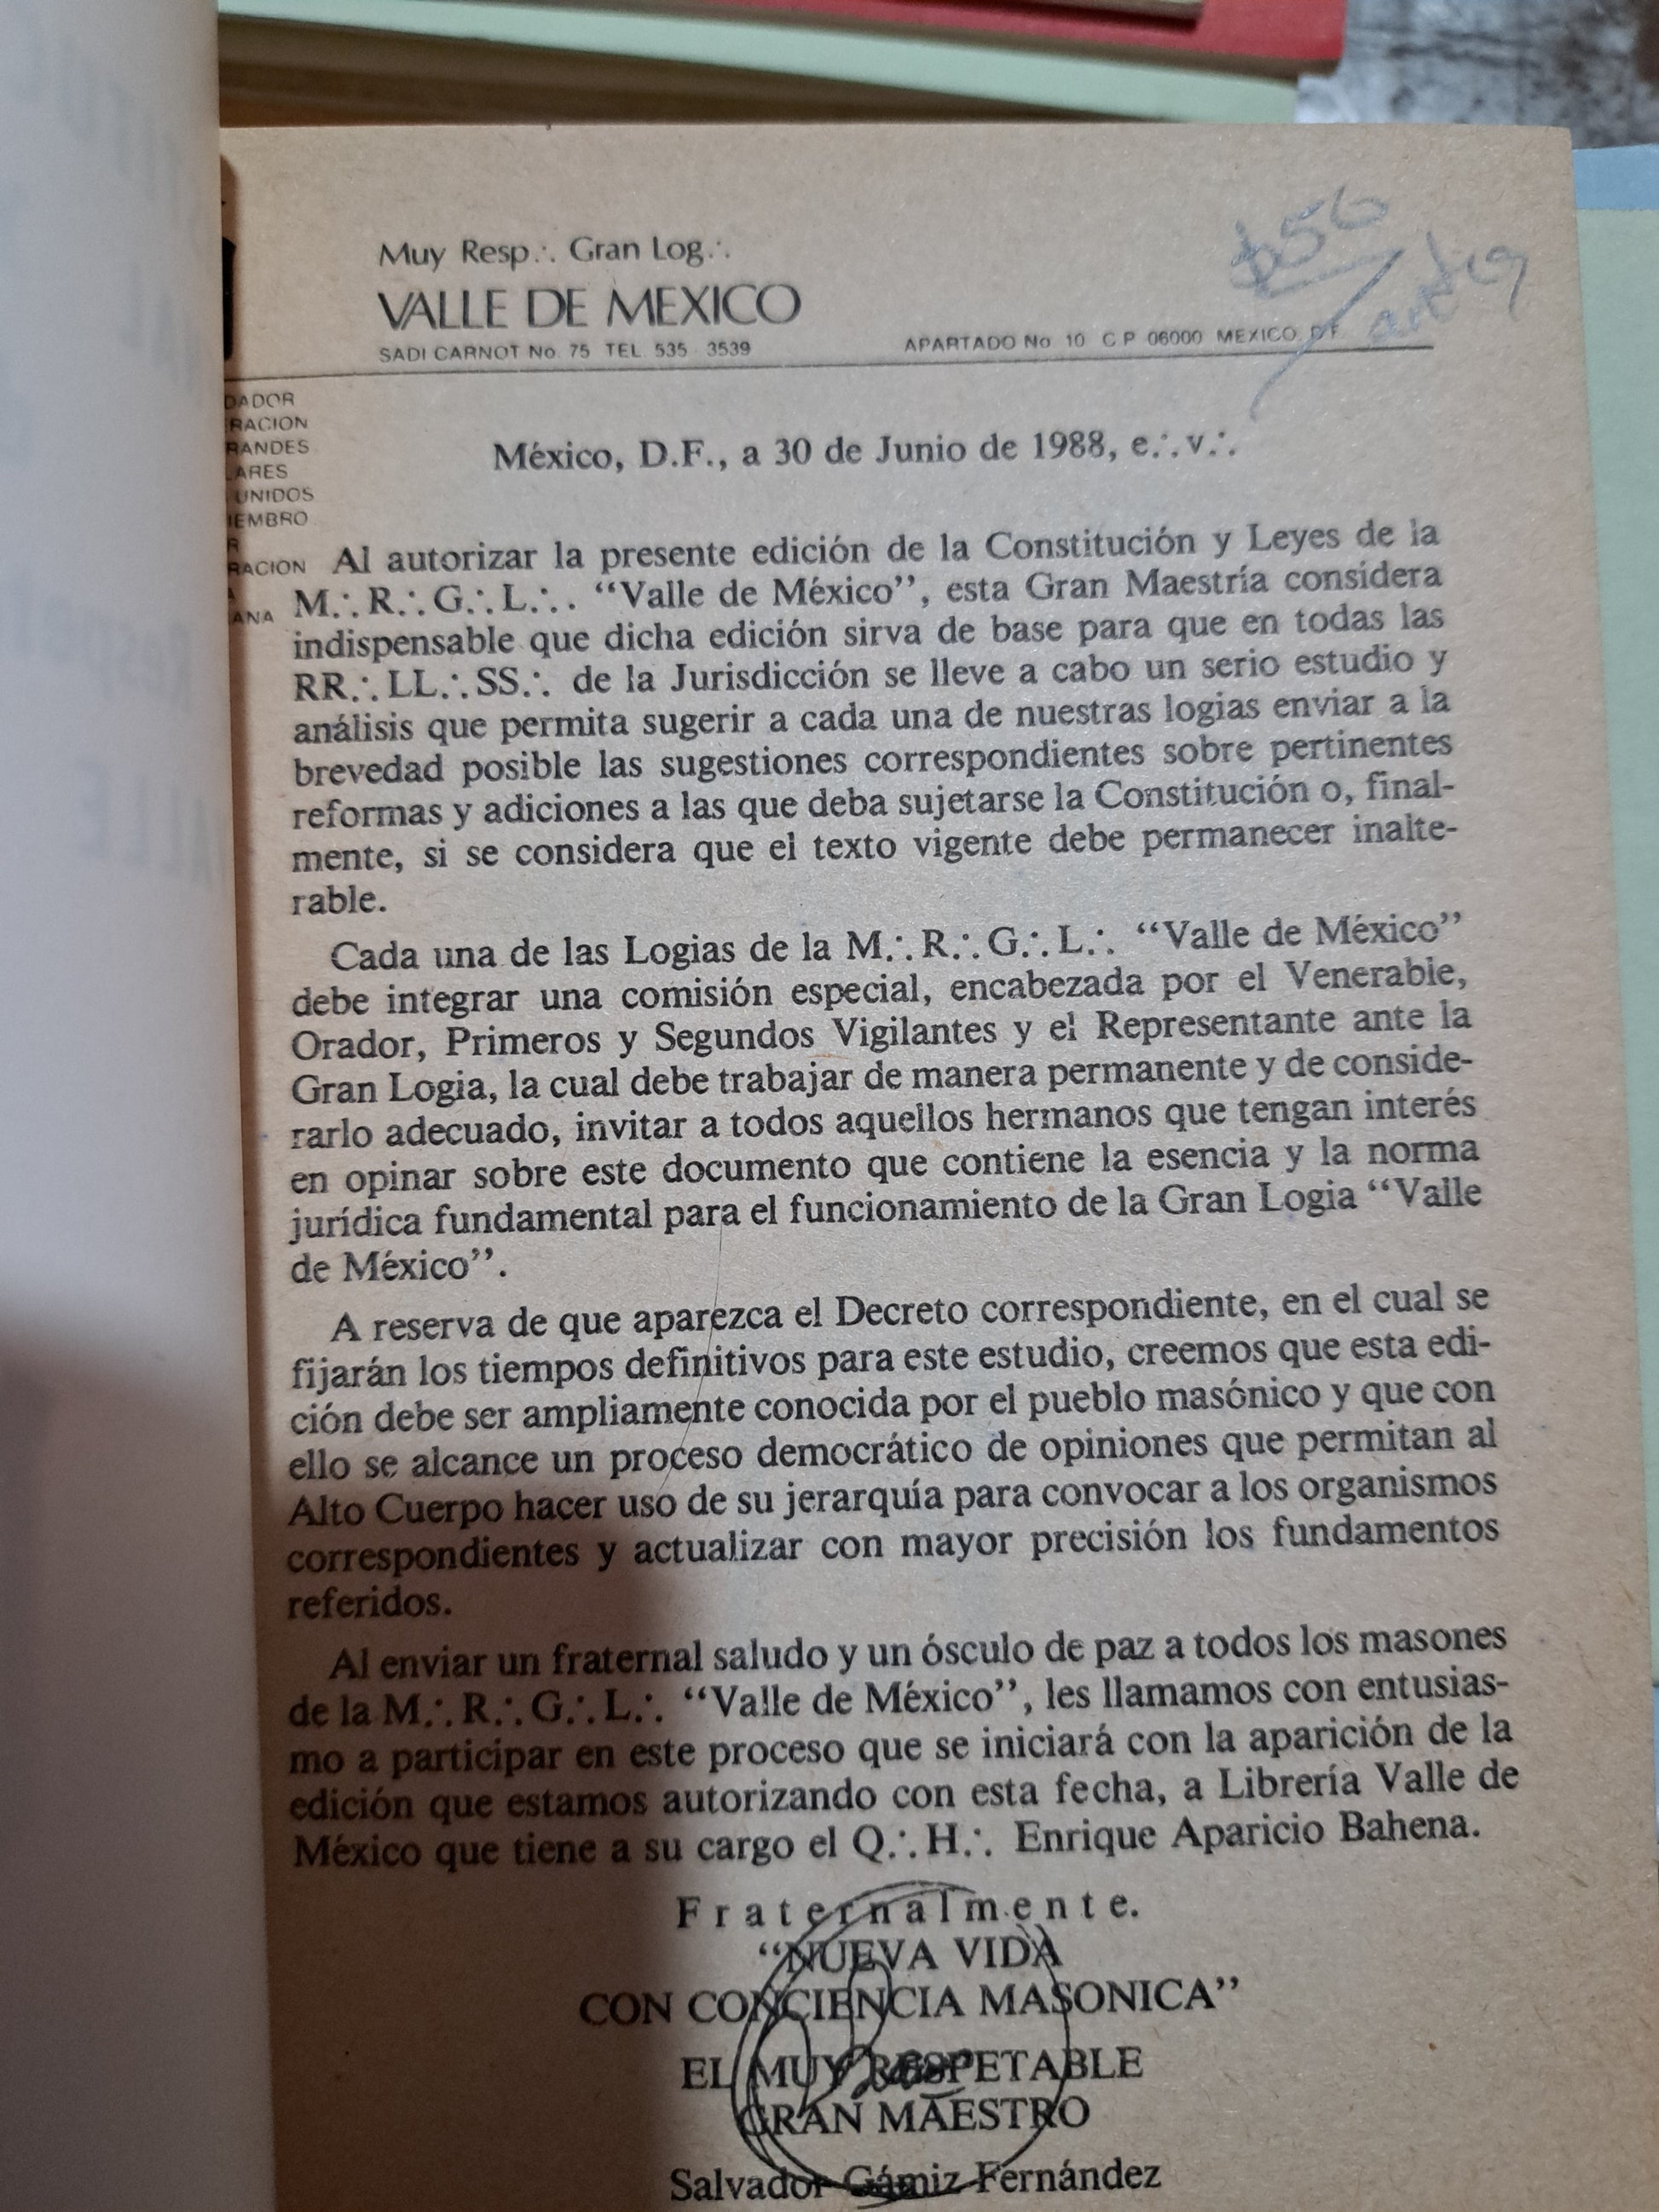 Muy Resp∴ Gran Log∴
VALLE DE MEXICO
SADI CARNOT No. 75 TEL. 535 - 3539
APARTADO No 10 C P 06000 MEXICO, D F.
DADOR
RACION
RANDES
ARES
UNIDOS
IEMBRO
R
RACION
A
ANA
México, D.F., a 30 de Junio de 1988, e∴v∴
Al autorizar la presente edición de la Constitución y Leyes de la
M∴R∴G∴L∴. “Valle de México”, esta Gran Maestría considera
indispensable que dicha edición sirva de base para que en todas las
RR∴LL∴SS∴ de la Jurisdicción se lleve a cabo un serio estudio y
análisis que permita sugerir a cada una de nuestras logias enviar a la
brevedad posible las sugestiones correspondientes sobre pertinentes
reformas y adiciones a las que deba sujetarse la Constitución o, final-
mente, si se considera que el texto vigente debe permanecer inalte-
rable.
Cada una de las Logias de la M∴R∴G∴L∴ “Valle de México”
debe integrar una comisión especial, encabezada por el Venerable,
Orador, Primeros y Segundos Vigilantes y el Representante ante la
Gran Logia, la cual debe trabajar de manera permanente y de conside-
rarlo adecuado, invitar a todos aquellos hermanos que tengan interés
en opinar sobre este documento que contiene la esencia y la norma
jurídica fundamental para el funcionamiento de la Gran Logia “Valle
de México”.
A reserva de que aparezca el Decreto correspondiente, en el cual se
fijarán los tiempos definitivos para este estudio, creemos que esta edi-
ción debe ser ampliamente conocida por el pueblo masónico y que con
ello se alcance un proceso democrático de opiniones que permitan al
Alto Cuerpo hacer uso de su jerarquía para convocar a los organismos
correspondientes y actualizar con mayor precisión los fundamentos
referidos.
Al enviar un fraternal saludo y un ósculo de paz a todos los masones
de la M∴R∴G∴L∴ “Valle de México”, les llamamos con entusias-
mo a participar en este proceso que se iniciará con la aparición de la
edición que estamos autorizando con esta fecha, a Librería Valle de
México que tiene a su cargo el Q∴H∴ Enrique Aparicio Bahena.
Fraternalmente.
“NUEVA VIDA
CON CONCIENCIA MASONICA”
EL MUY RESPETABLE
GRAN MAESTRO
Salvador Gámiz Fernández